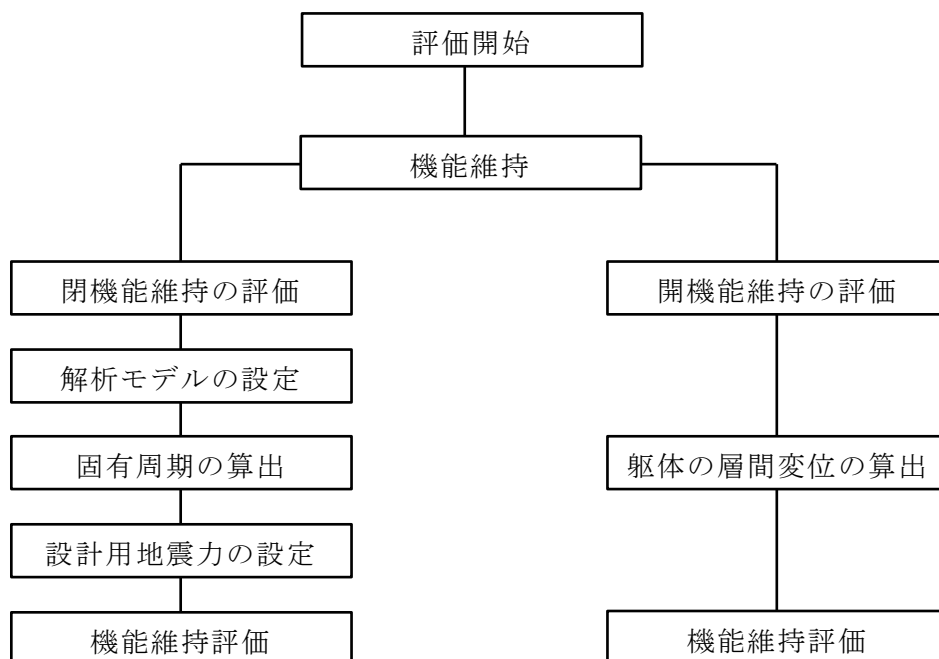 評価開始
機能維持
閉機能維持の評価
開機能維持の評価
解析モデルの設定
固有周期の算出
躯体の層間変位の算出
設計用地震力の設定
機能維持評価
機能維持評価